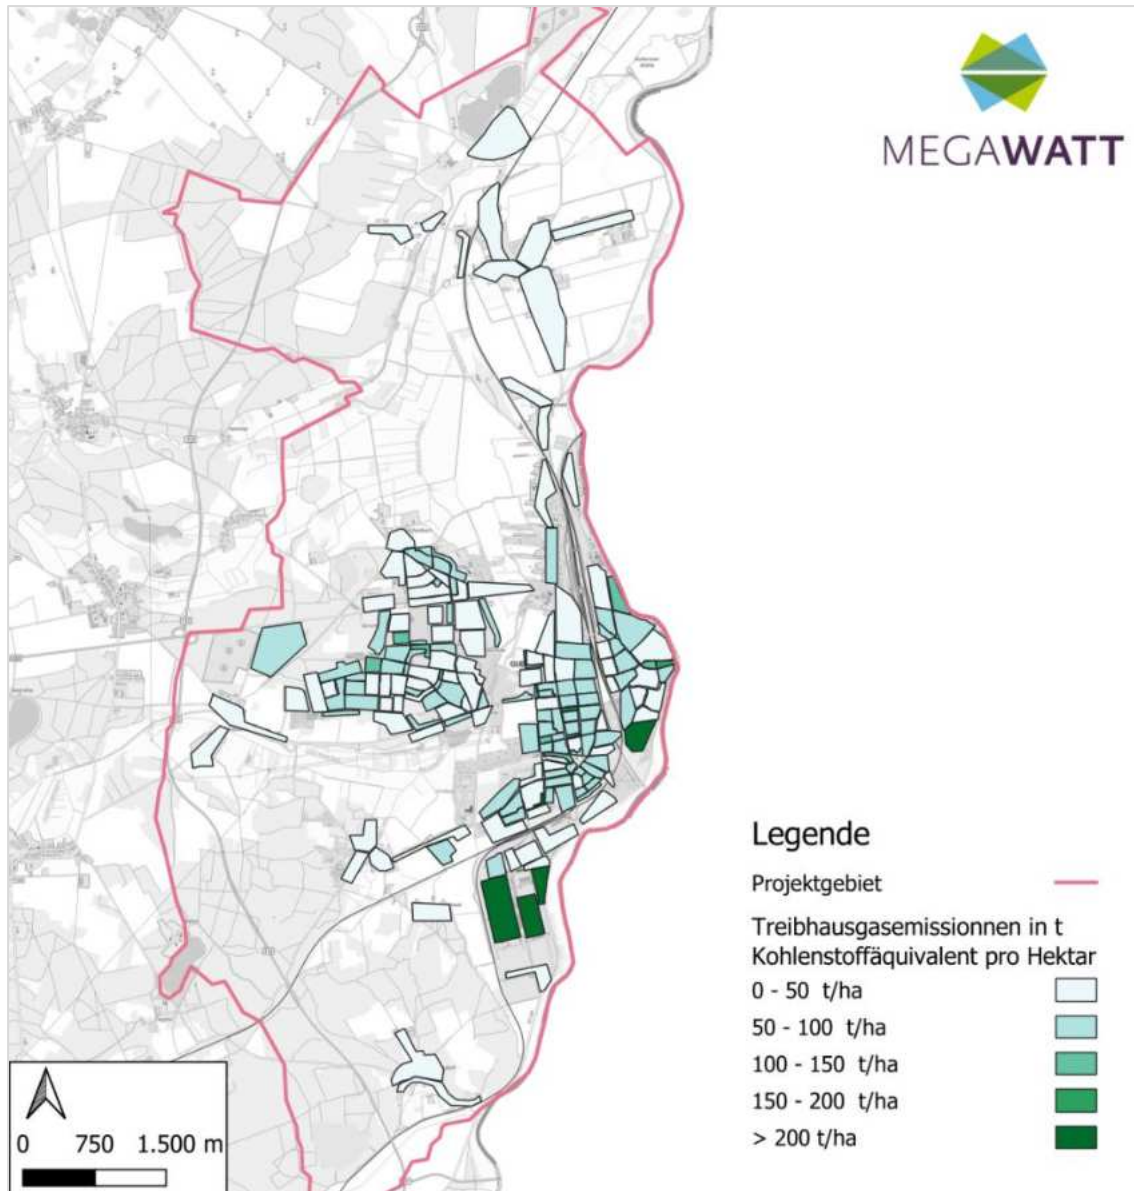 MEGAWATT
Legende
Projektgebiet
Treibhausgasemissionnen in t
Kohlenstoffäquivalent pro Hektar
0 - 50 t/ha
50 - 100 t/ha
100 - 150 t/ha
150 - 200 t/ha
> 200 t/ha
0 750 1.500 m